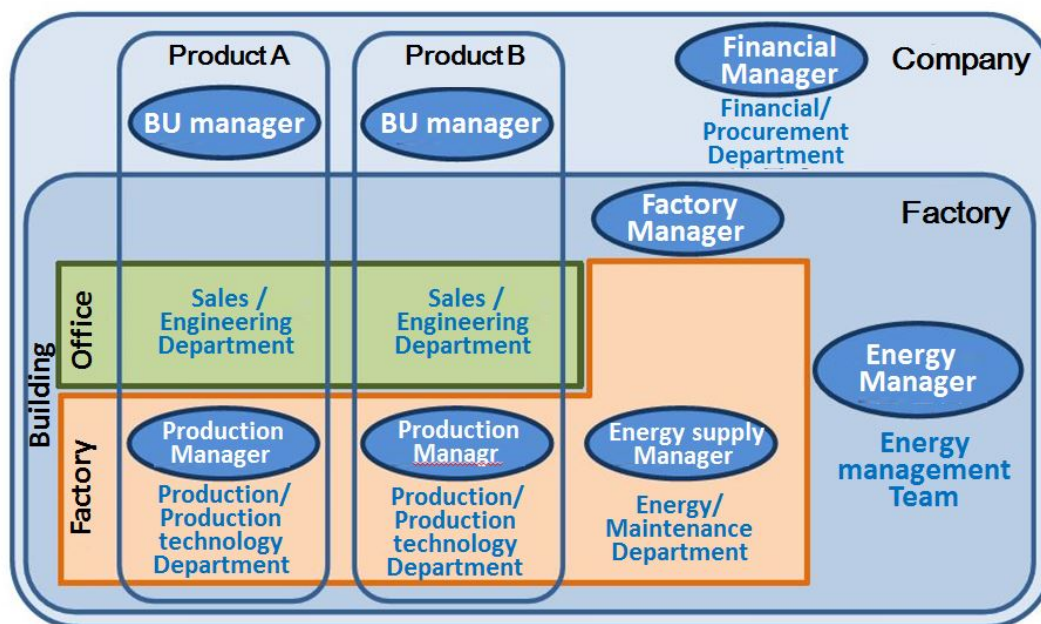 Product A
Product B
Financial
Manager
Company
BU manager
BU manager
Financial/
Procurement
Department
Factory
Manager
Factory
Building
Office
Sales /
Engineering
Department
Sales /
Engineering
Department
Energy
Manager
Energy
management
Team
Factory
Production
Manager
Production
Managr
Energy supply
Manager
Production/
Production
technology
Department
Production/
Production
technology
Department
Energy/
Maintenance
Department